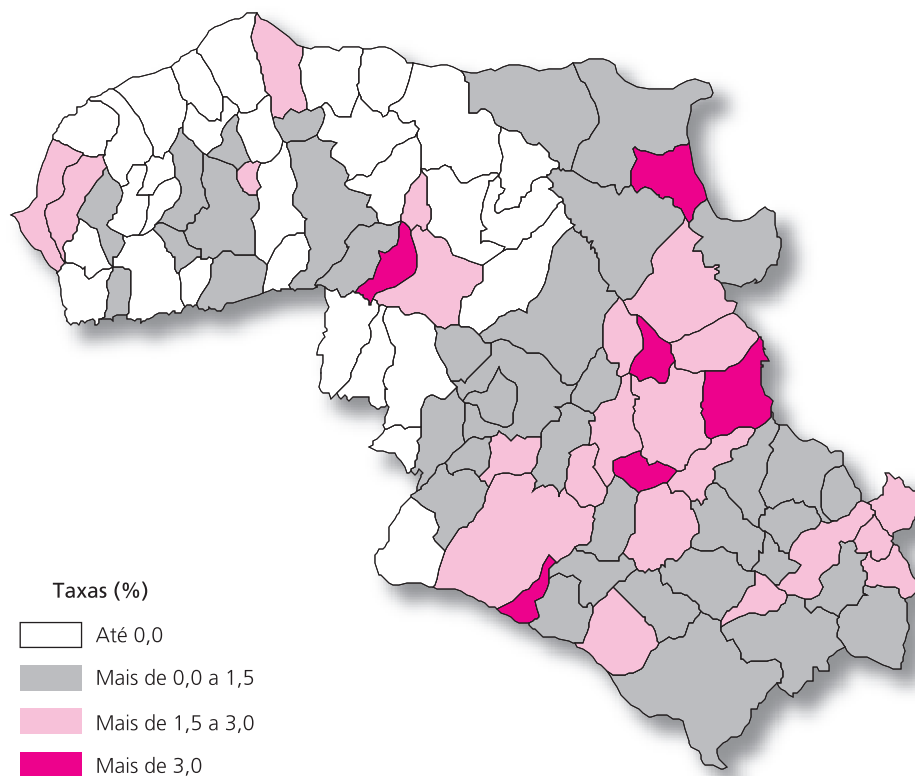 Taxas (%)
Até 0,0
Mais de 0,0 a 1,5
Mais de 1,5 a 3,0
Mais de 3,0